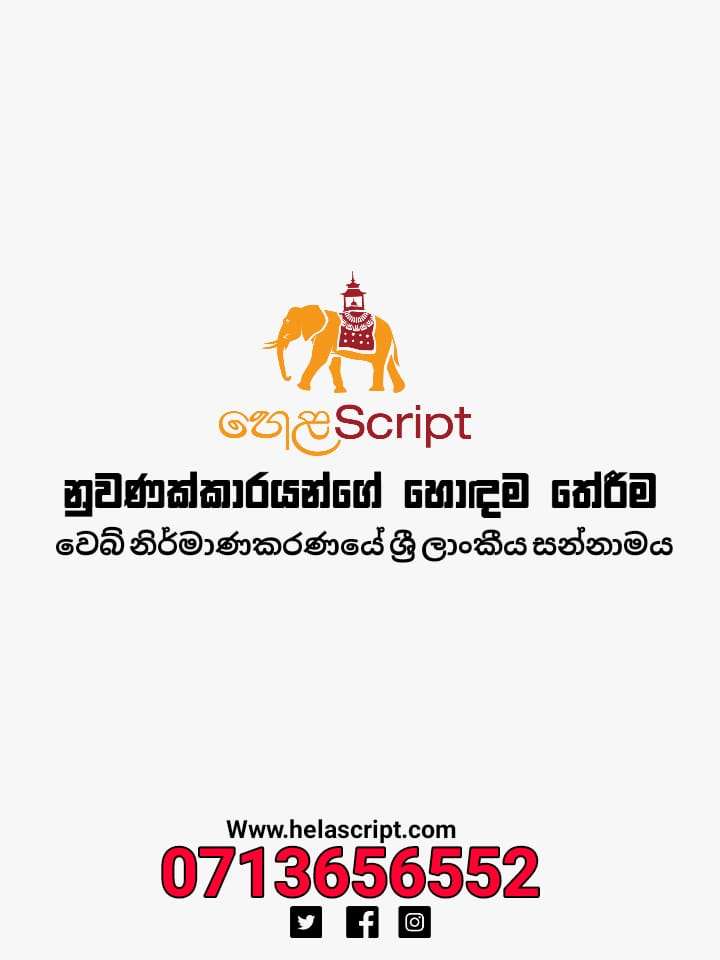 හෙළScript
නුවණක්කාරයන්ගේ හොඳම තේරීම
වෙබ් නිර්මාණකරණයේ ශ්‍රී ලාංකීය සන්නාමය
Www.helascript.com
0713656552